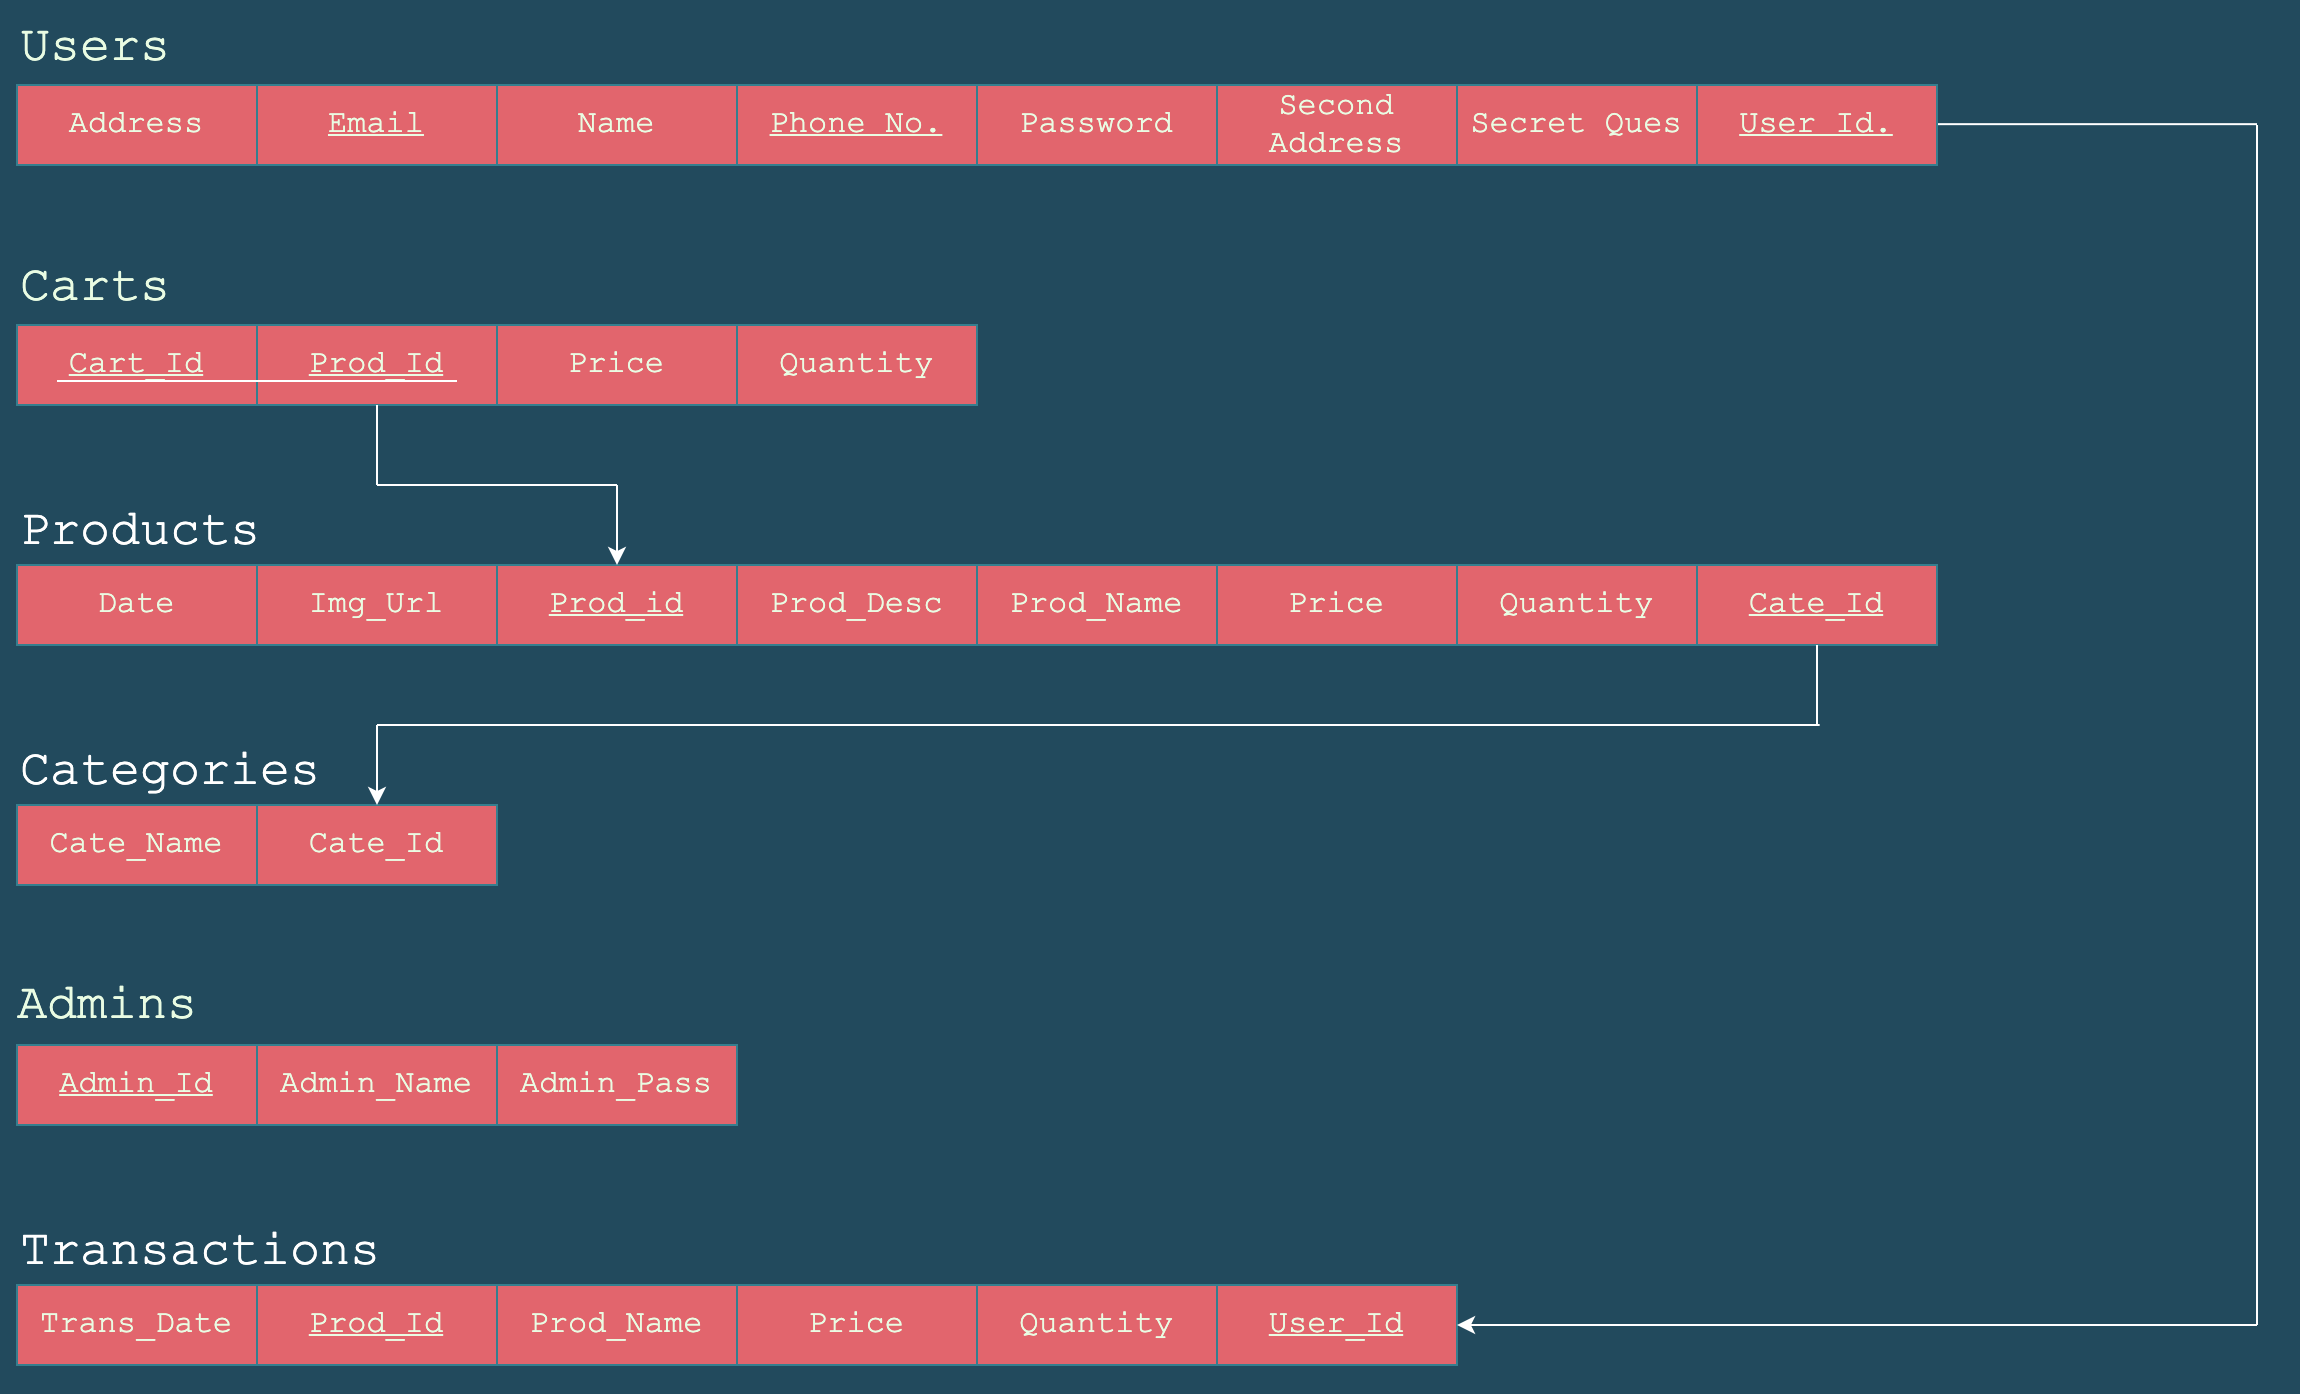 Users
Address Email Name Phone No. Password Second Address Secret Ques User Id.
Carts
Cart_Id Prod_Id Price Quantity
Products
Date Img_Url Prod_id Prod_Desc Prod_Name Price Quantity Cate_Id
Categories
Cate_Name Cate_Id
Admins
Admin_Id Admin_Name Admin_Pass
Transactions
Trans_Date Prod_Id Prod_Name Price Quantity User_Id